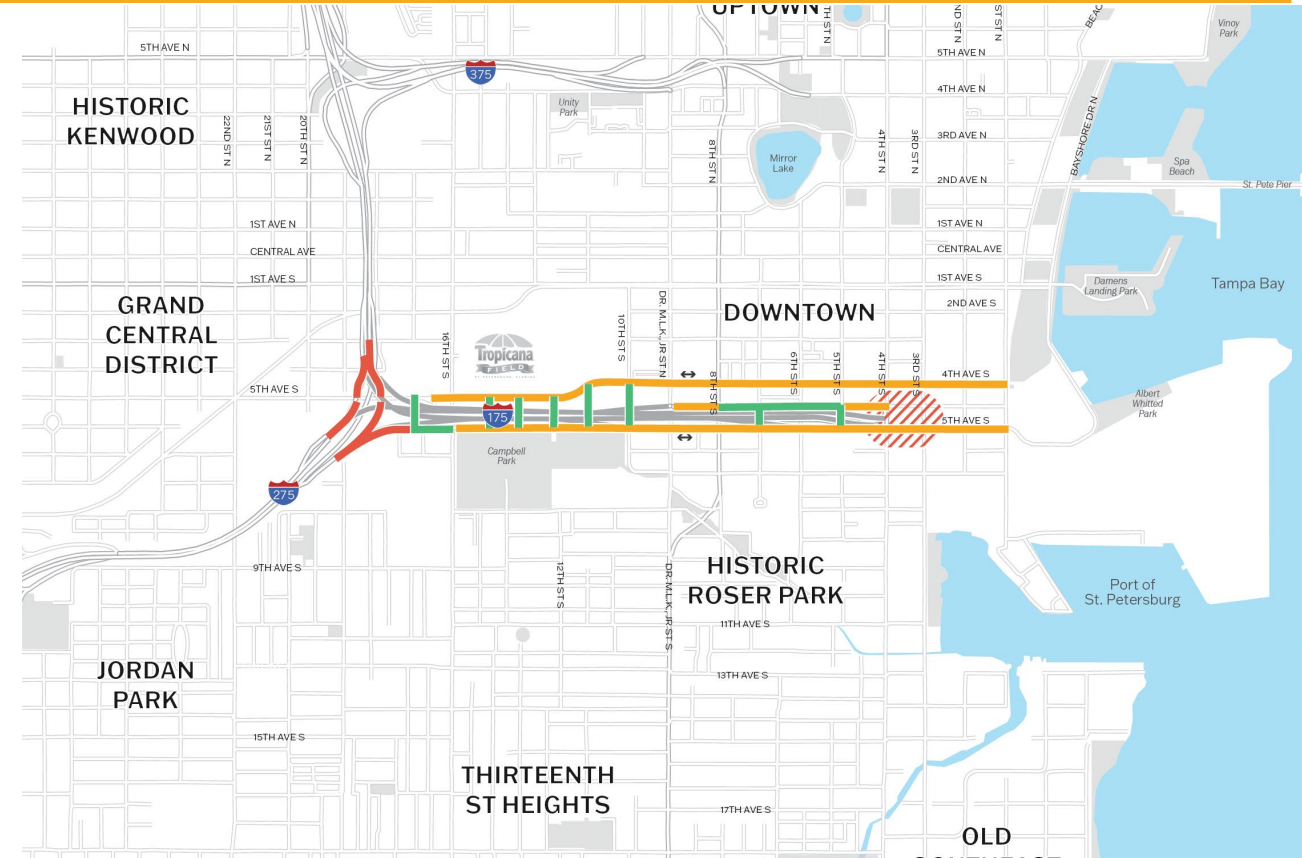 UPTOWN
5TH AVE N
375
HISTORIC
KENWOOD
22ND ST N
21ST ST N
20TH ST N
Unity
Park
8TH ST N
Mirror
Lake
4TH ST N
3RD ST N
5TH AVE N
4TH AVE N
3RD AVE N
2ND AVE N
1ST AVE N
CENTRAL AVE
1ST AVE S
2ND AVE S
BAYSHORE DR N
Vinoy
Park
Spa
Beach
St. Pete Pier
Demens
Landing Park
Tampa Bay
1ST AVE N
CENTRAL AVE
1ST AVE S
GRAND
CENTRAL
DISTRICT
5TH AVE S
16TH ST S
Tropicana
FIELD
10TH ST S
DR. M.L.K. JR ST N
DOWNTOWN
8TH ST S
6TH ST S
5TH ST S
4TH ST S
3RD ST S
4TH AVE S
5TH AVE S
175
Albert
Whitted
Park
Campbell
Park
275
9TH AVE S
12TH ST S
DR. M.L.K. JR ST S
HISTORIC
ROSER PARK
Port of
St. Petersburg
11TH AVE S
JORDAN
PARK
13TH AVE S
15TH AVE S
THIRTEENTH
ST HEIGHTS
17TH AVE S
OLD